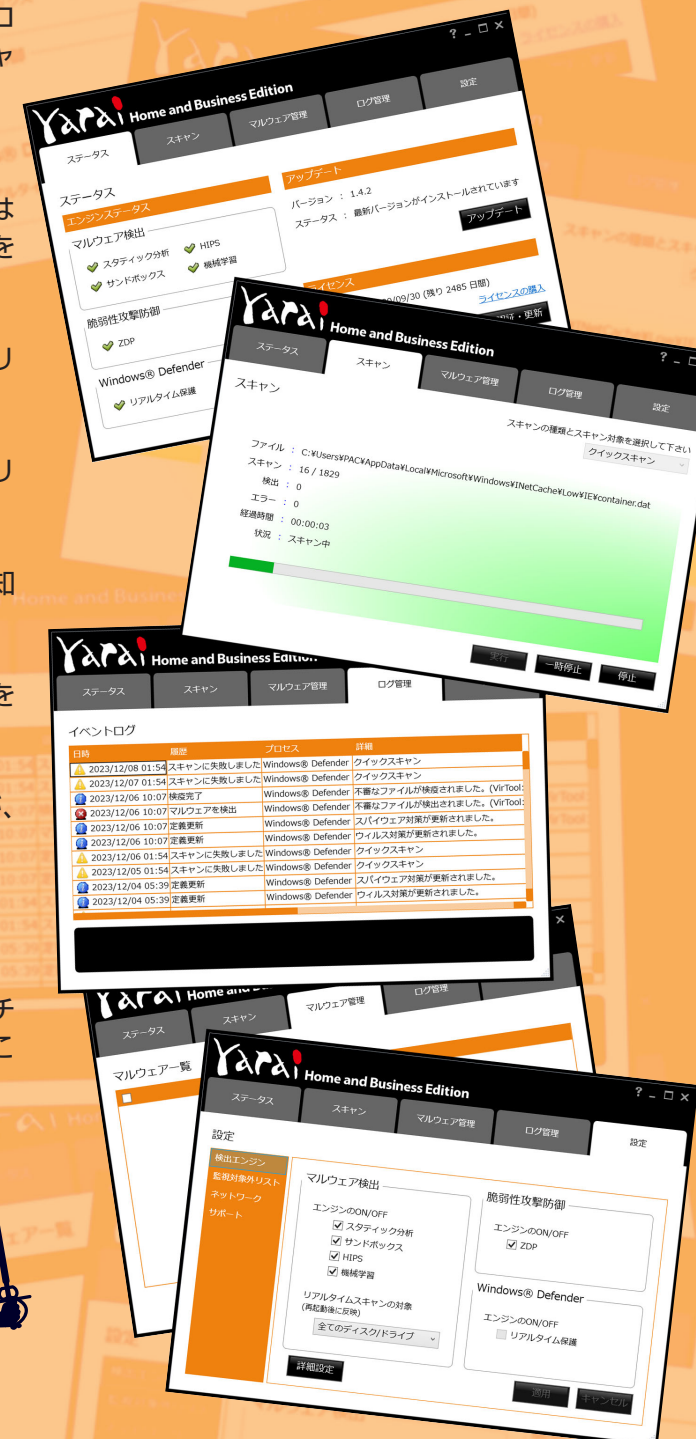 コ
ャ
は
を
リ
リ
知
を
、
チ
こ
Yarai Home and Business Edition
? _ □ ×
ステータス
スキャン
マルウェア管理
ログ管理
設定
ステータス
エンジンステータス
マルウェア検出
スタティック分析
HIPS
サンドボックス
機械学習
脆弱性攻撃防御
ZDP
Windows® Defender
リアルタイム保護
アップデート
バージョン : 1.4.2
ステータス : 最新バージョンがインストールされています
アップデート
ライセンス
/09/30 (残り 2485 日間)
ライセンスの購入
・更新
Yarai Home and Business Edition
ステータス
スキャン
マルウェア管理
ログ管理
設定
スキャン
スキャンの種類とスキャン対象を選択して下さい
クイックスキャン
ファイル : C:¥Users¥PAC¥AppData¥Local¥Microsoft¥Windows¥INetCache¥Low¥IE¥container.dat
スキャン : 16 / 1829
検出 : 0
エラー : 0
経過時間 : 00:00:03
状況 : スキャン中
実行
一時停止
停止
Yarai Home and Business Edition
ステータス
スキャン
マルウェア管理
ログ管理
イベントログ
日時 履歴 プロセス 詳細
2023/12/08 01:54 スキャンに失敗しました Windows® Defender クイックスキャン
2023/12/07 01:54 スキャンに失敗しました Windows® Defender クイックスキャン
2023/12/06 10:07 検疫完了 Windows® Defender 不審なファイルが検疫されました。(VirTool:
2023/12/06 10:07 マルウェアを検出 Windows® Defender 不審なファイルが検出されました。(VirTool:
2023/12/06 10:07 定義更新 Windows® Defender スパイウェア対策が更新されました。
2023/12/06 10:07 定義更新 Windows® Defender ウィルス対策が更新されました。
2023/12/06 01:54 スキャンに失敗しました Windows® Defender クイックスキャン
2023/12/05 01:54 スキャンに失敗しました Windows® Defender クイックスキャン
2023/12/04 05:39 定義更新 Windows® Defender スパイウェア対策が更新されました。
2023/12/04 05:39 定義更新 Windows® Defender ウィルス対策が更新されました。
Yarai Home and
ステータス
スキャン
マルウェア管理
ログ管理
マルウェア一覧
Yarai Home and Business Edition
? _ □ ×
ステータス
スキャン
マルウェア管理
ログ管理
設定
設定
検出エンジン
監視対象外リスト
ネットワーク
サポート
マルウェア検出
エンジンのON/OFF
スタティック分析
サンドボックス
HIPS
機械学習
リアルタイムスキャンの対象
(再起動後に反映)
全てのディスク/ドライブ
詳細設定
脆弱性攻撃防御
エンジンのON/OFF
ZDP
Windows® Defender
エンジンのON/OFF
リアルタイム保護
適用
キャンセル